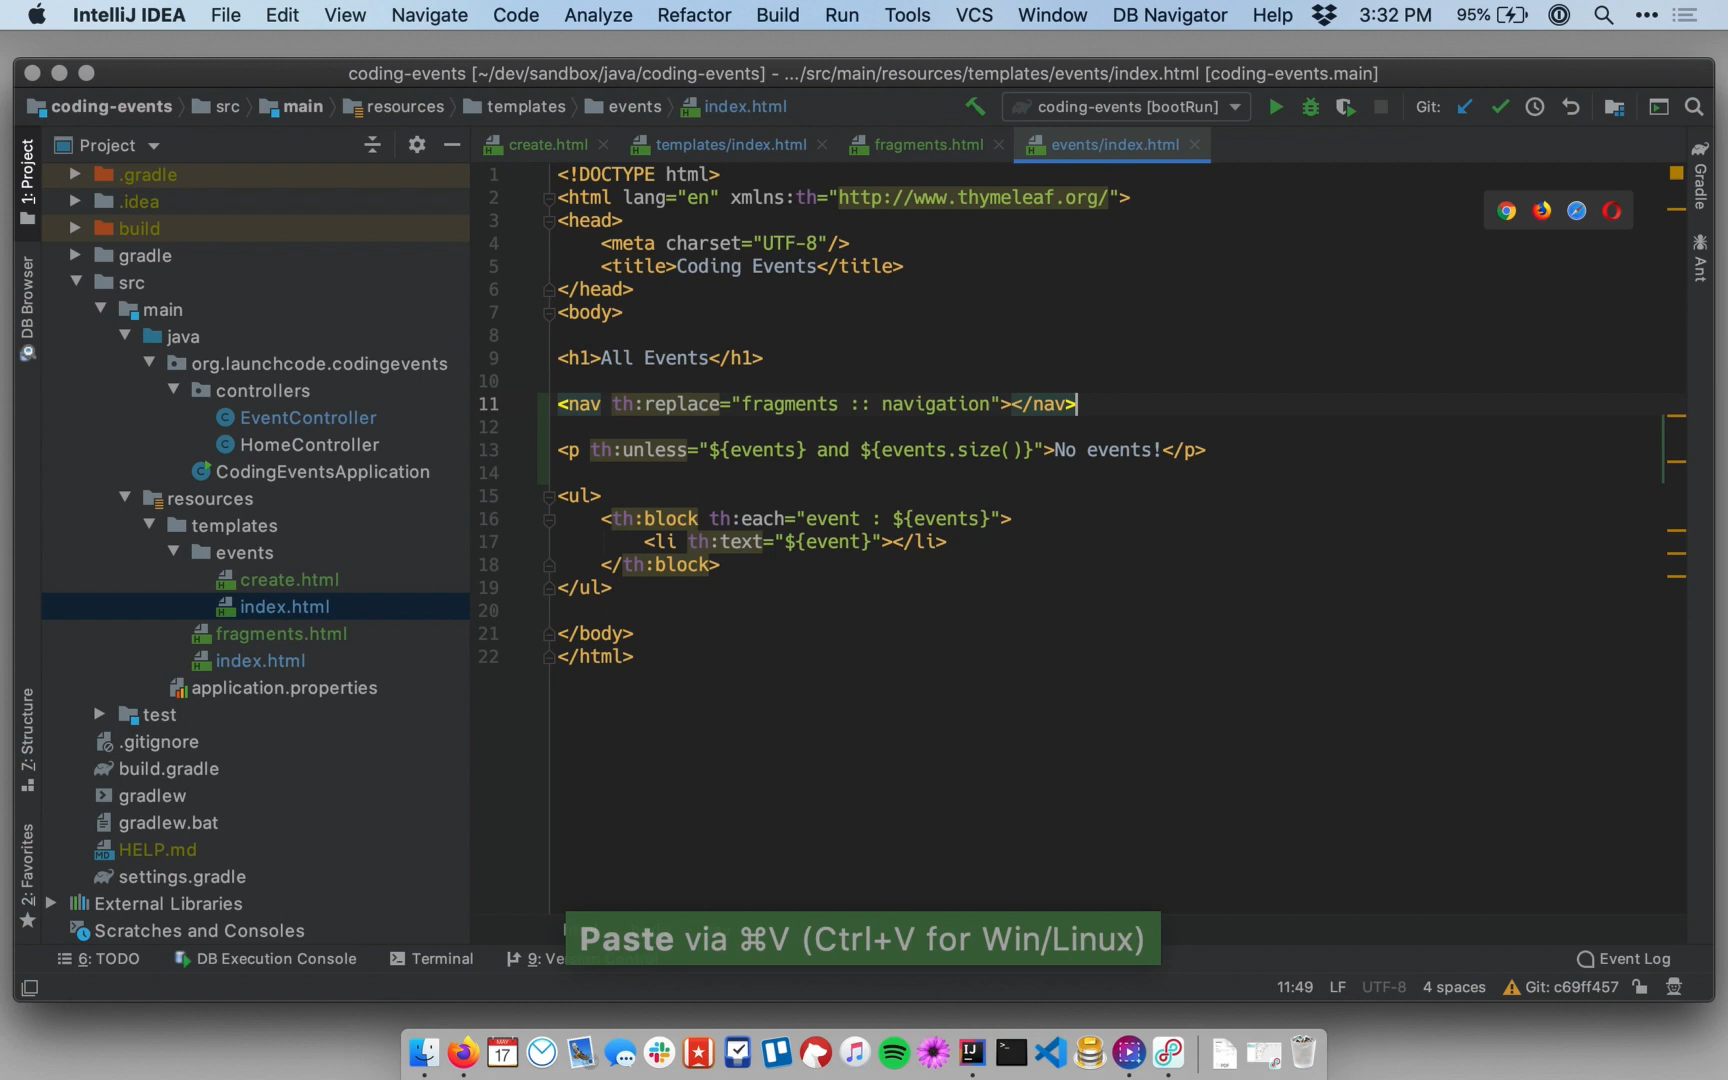 IntelliJ IDEA File Edit View Navigate Code Analyze Refactor Build Run Tools VCS Window DB Navigator Help 3:32 PM 95%
coding-events [~/dev/sandbox/java/coding-events] - .../src/main/resources/templates/events/index.html [coding-events.main]
coding-events src main resources templates events index.html coding-events [bootRun] Git:
1: Project
DB Browser
7: Structure
2: Favorites
Project
.gradle
.idea
build
gradle
src
main
java
org.launchcode.codingevents
controllers
EventController
HomeController
CodingEventsApplication
resources
templates
events
create.html
index.html
fragments.html
index.html
application.properties
test
.gitignore
build.gradle
gradlew
gradlew.bat
HELP.md
settings.gradle
External Libraries
Scratches and Consoles
create.html templates/index.html fragments.html events/index.html
1 <!DOCTYPE html>
2 <html lang="en" xmlns:th="http://www.thymeleaf.org/">
3 <head>
4 <meta charset="UTF-8"/>
5 <title>Coding Events</title>
6 </head>
7 <body>
8
9 <h1>All Events</h1>
10
11 <nav th:replace="fragments :: navigation"></nav>
12
13 <p th:unless="${events} and ${events.size()}">No events!</p>
14
15 <ul>
16 <th:block th:each="event : ${events}">
17 <li th:text="${event}"></li>
18 </th:block>
19 </ul>
20
21 </body>
22 </html>
Gradle
Ant
Paste via ⌘V (Ctrl+V for Win/Linux)
6: TODO DB Execution Console Terminal 9: Event Log
11:49 LF UTF-8 4 spaces Git: c69ff457
MAY
17
IJ
PDF